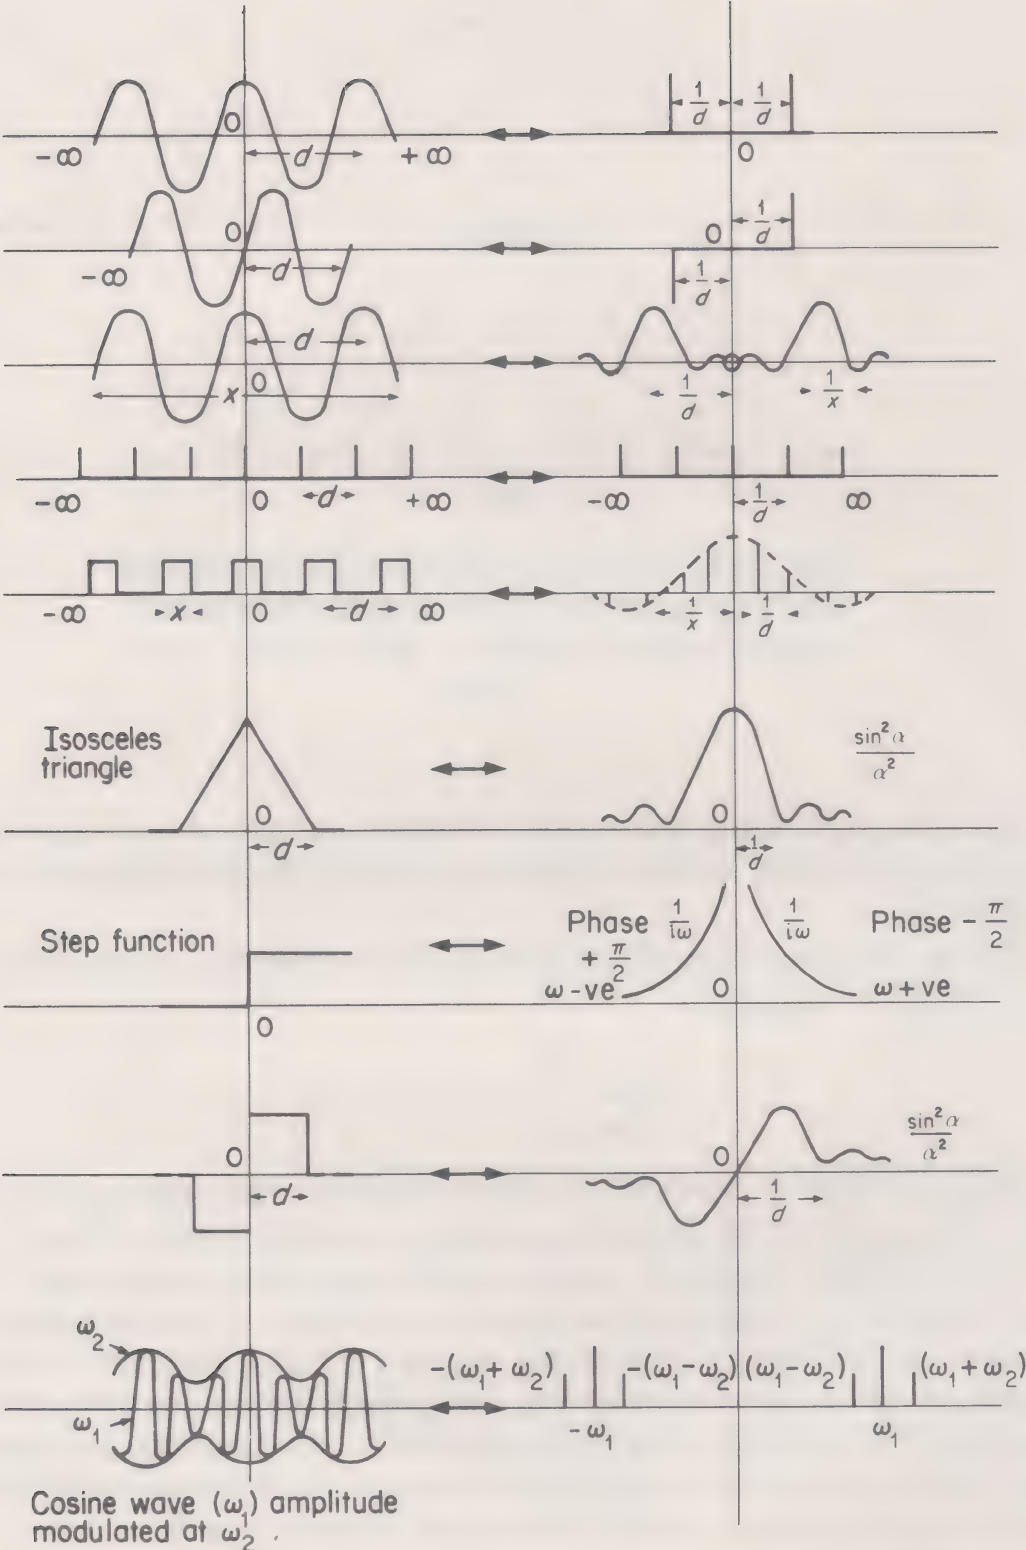 1/d 1/d
0
-∞ d +∞
0
0 1/d
0
-∞ d
1/d
d
x 0
1/d 1/x
-∞ 0 d +∞
-∞ 1/d ∞
-∞ x 0 d ∞
1/x 1/d
Isosceles
triangle
0
d
sin²α/α²
0
1/d
Step function
0
Phase 1/iω
+ π/2
ω-ve
1/iω Phase - π/2
0 ω+ve
0
d
0
1/d
sin²α/α²
ω₂
ω₁
-(ω₁+ω₂) -(ω₁-ω₂) (ω₁-ω₂) (ω₁+ω₂)
-ω₁ ω₁
Cosine wave (ω₁) amplitude
modulated at ω₂ .